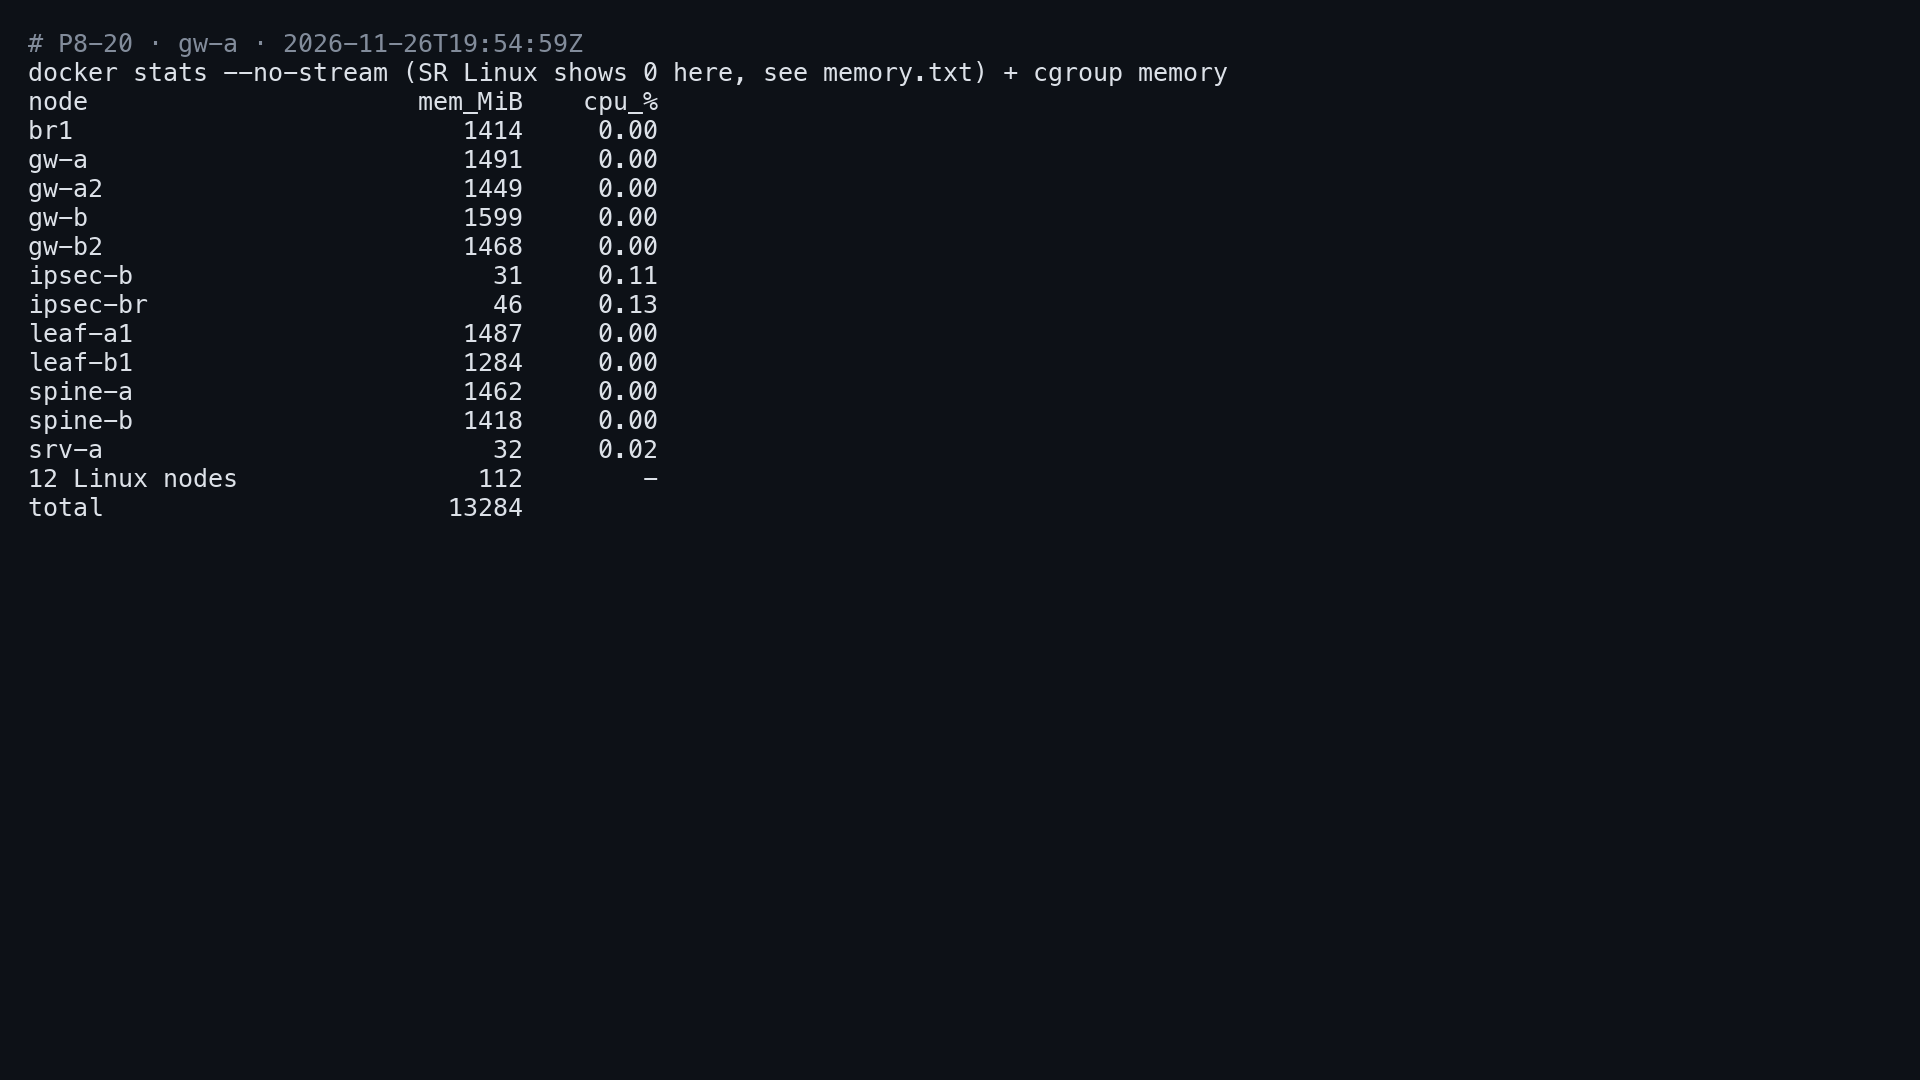 # P8-20 · gw-a · 2026-11-26T19:54:59Z
docker stats --no-stream (SR Linux shows 0 here, see memory.txt) + cgroup memory
node                      mem_MiB    cpu_%
br1                          1414     0.00
gw-a                         1491     0.00
gw-a2                        1449     0.00
gw-b                         1599     0.00
gw-b2                        1468     0.00
ipsec-b                        31     0.11
ipsec-br                       46     0.13
leaf-a1                      1487     0.00
leaf-b1                      1284     0.00
spine-a                      1462     0.00
spine-b                      1418     0.00
srv-a                          32     0.02
12 Linux nodes                112        -
total                       13284